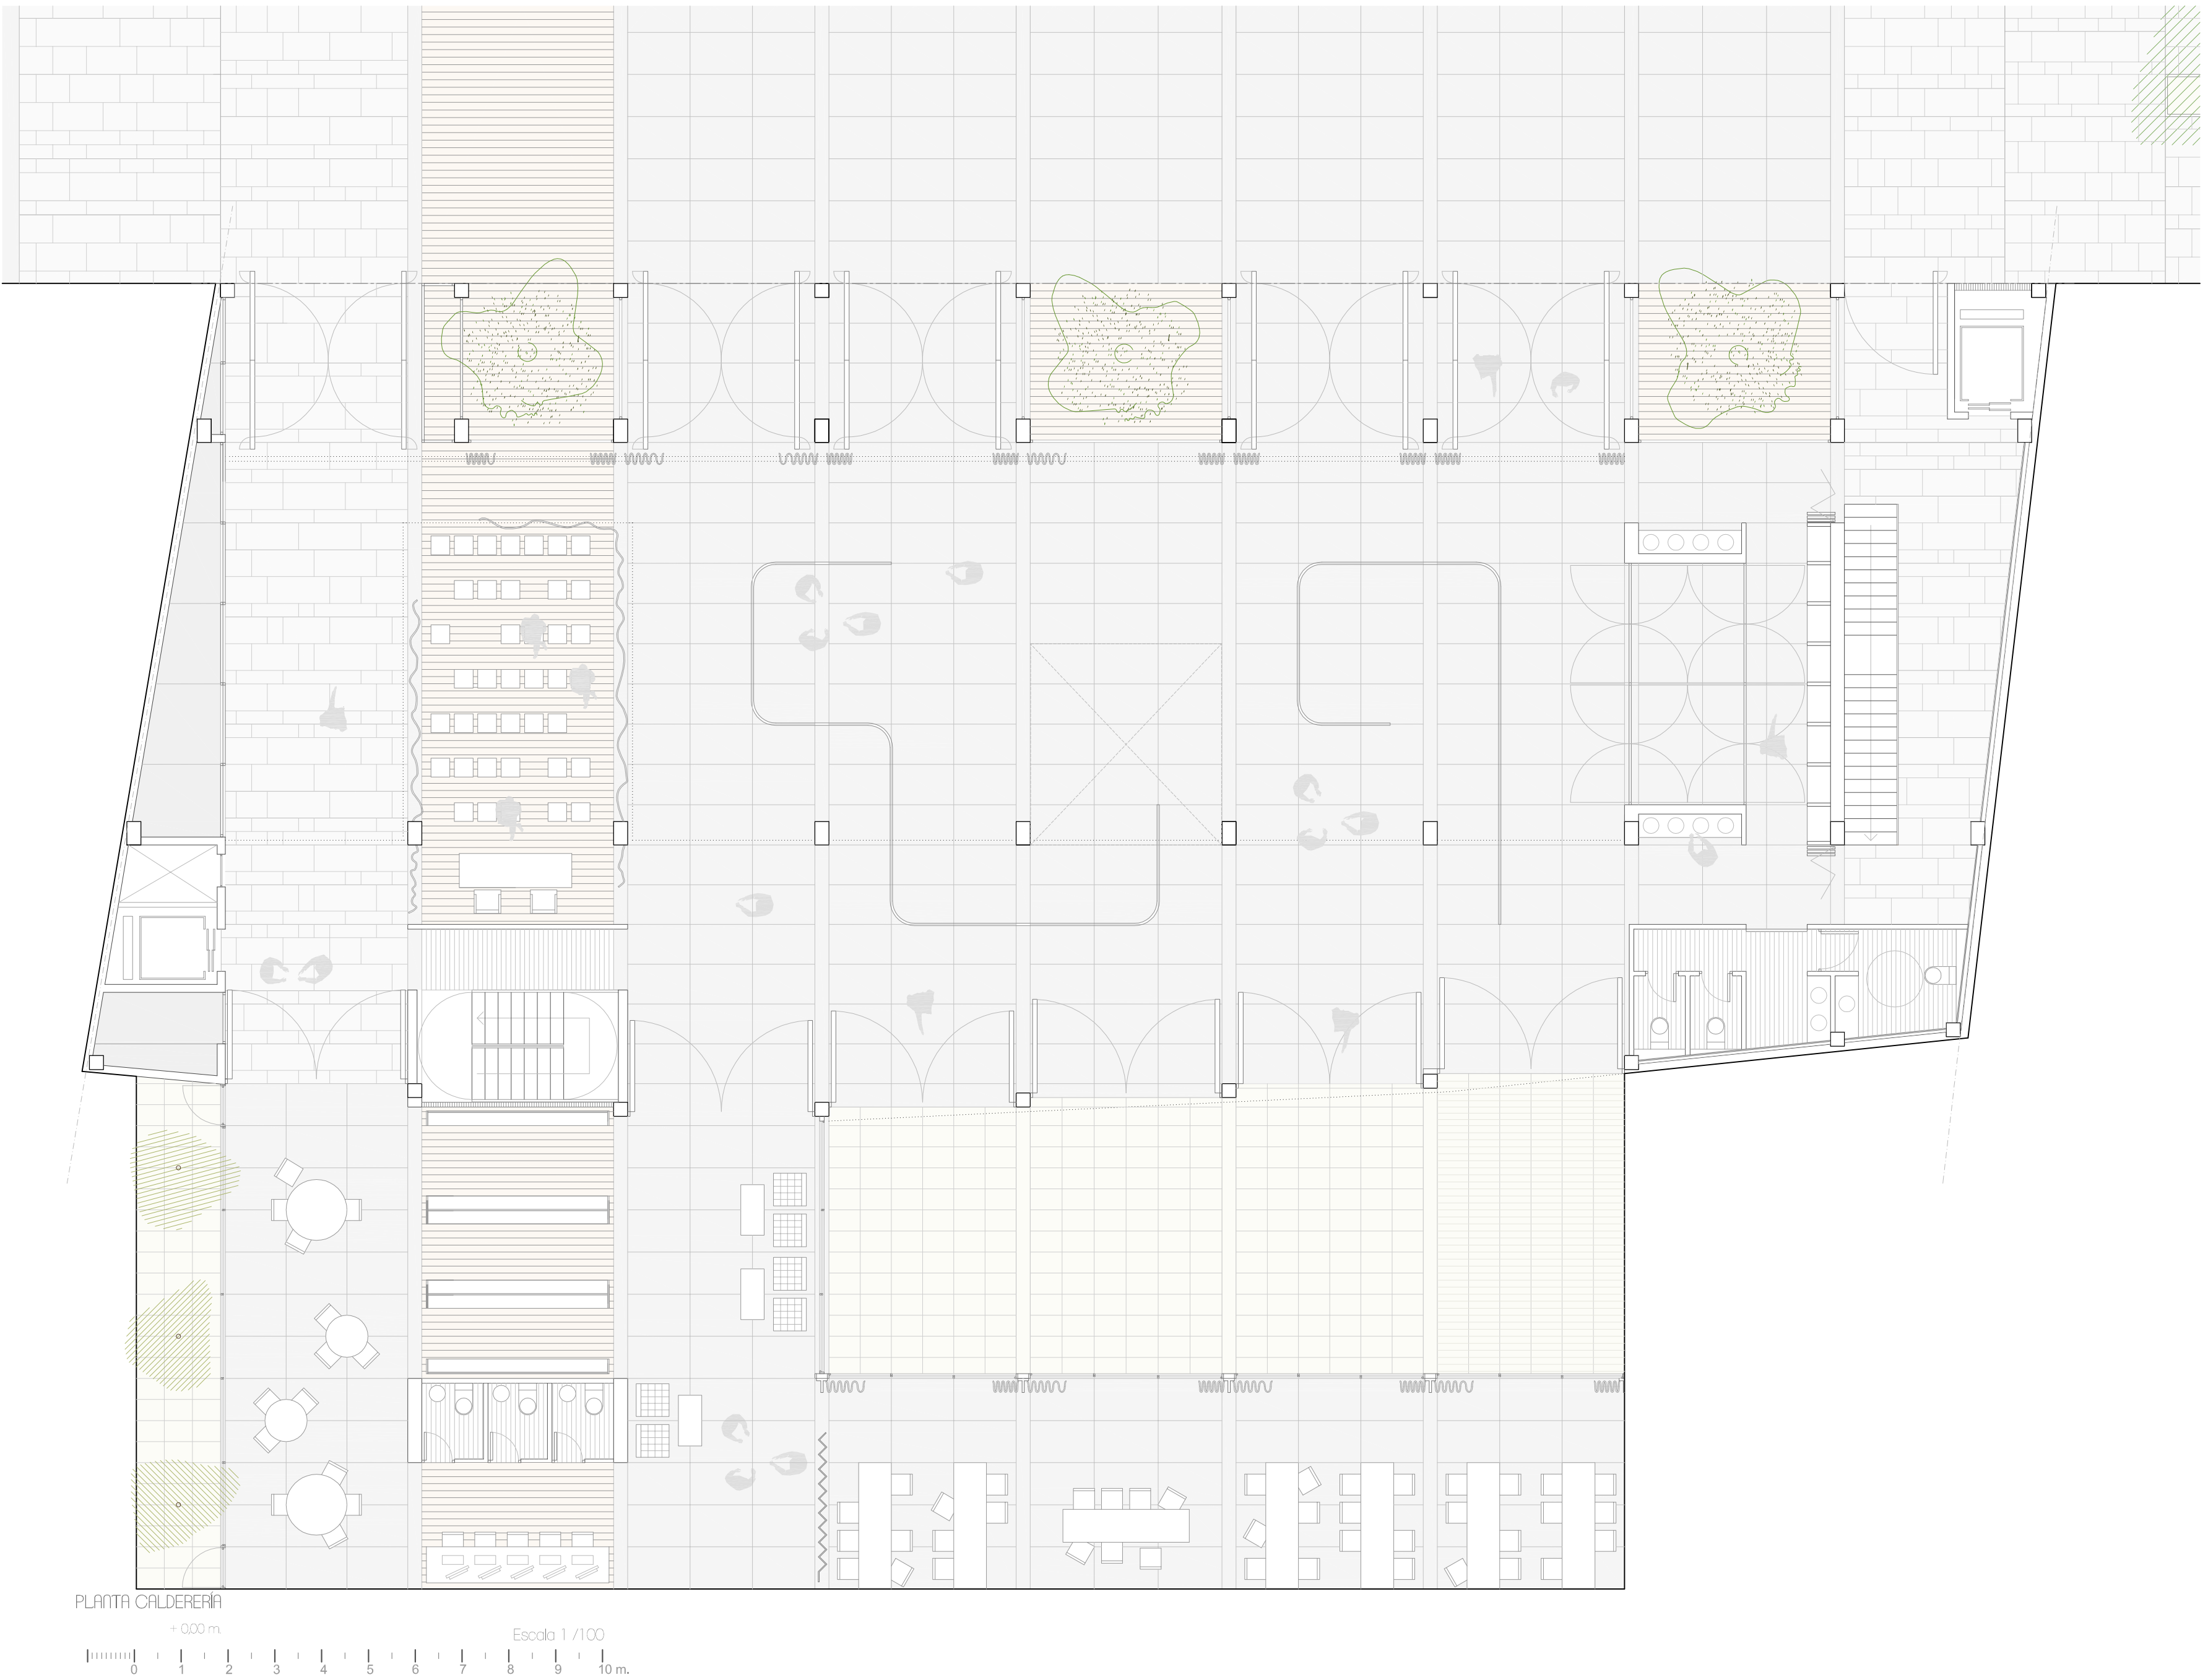 PLANTA CALDERERÍA
+ 0,00 m.
Escala 1 /100
0 1 2 3 4 5 6 7 8 9 10 m.